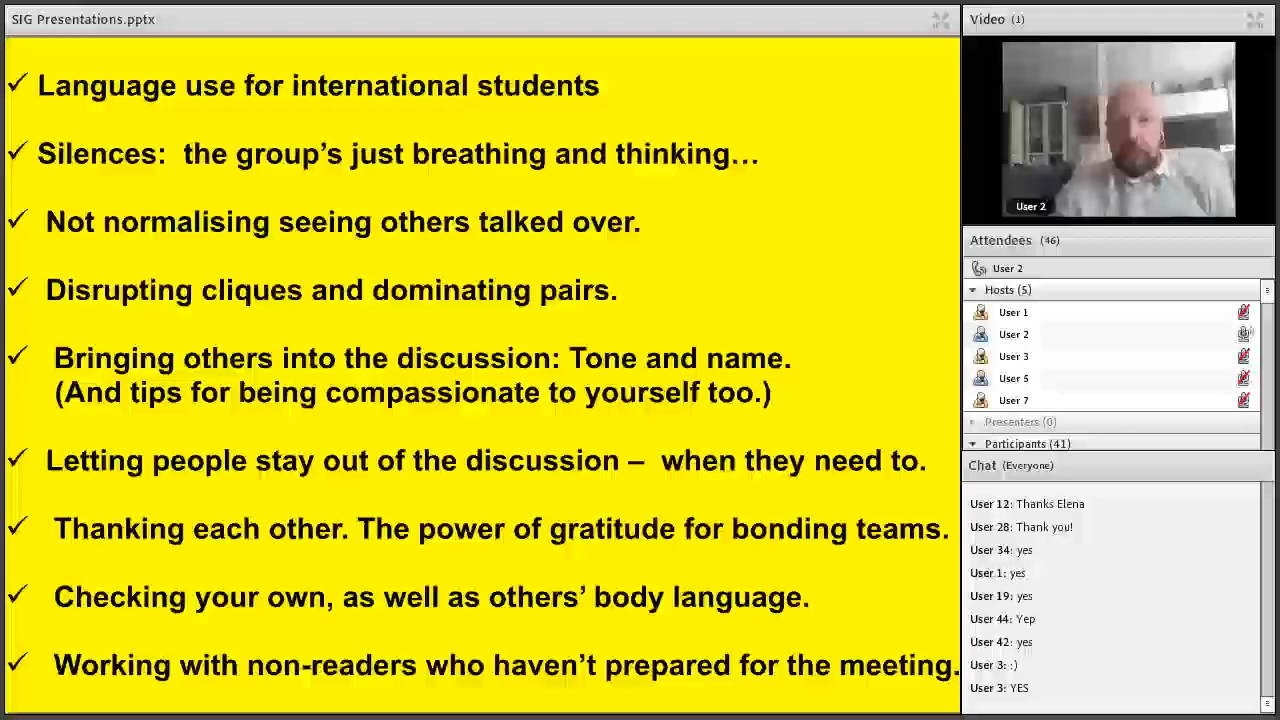 SIG Presentations.pptx
✓ Language use for international students
✓ Silences:  the group’s just breathing and thinking…
✓ Not normalising seeing others talked over.
✓ Disrupting cliques and dominating pairs.
✓ Bringing others into the discussion: Tone and name.
(And tips for being compassionate to yourself too.)
✓ Letting people stay out of the discussion –  when they need to.
✓ Thanking each other. The power of gratitude for bonding teams.
✓ Checking your own, as well as others’ body language.
✓ Working with non-readers who haven’t prepared for the meeting.
Video (1)
User 2
Attendees (46)
User 2
Hosts (5)
User 1
User 2
User 3
User 5
User 7
Presenters (0)
Participants (41)
Chat (Everyone)
User 12: Thanks Elena
User 28: Thank you!
User 34: yes
User 1: yes
User 19: yes
User 44: Yep
User 42: yes
User 3: :)
User 3: YES